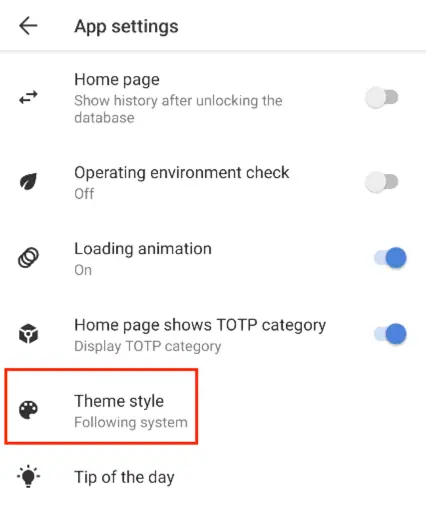 App settings
Home page
Show history after unlocking the
database
Operating environment check
Off
Loading animation
On
Home page shows TOTP category
Display TOTP category
Theme style
Following system
Tip of the day